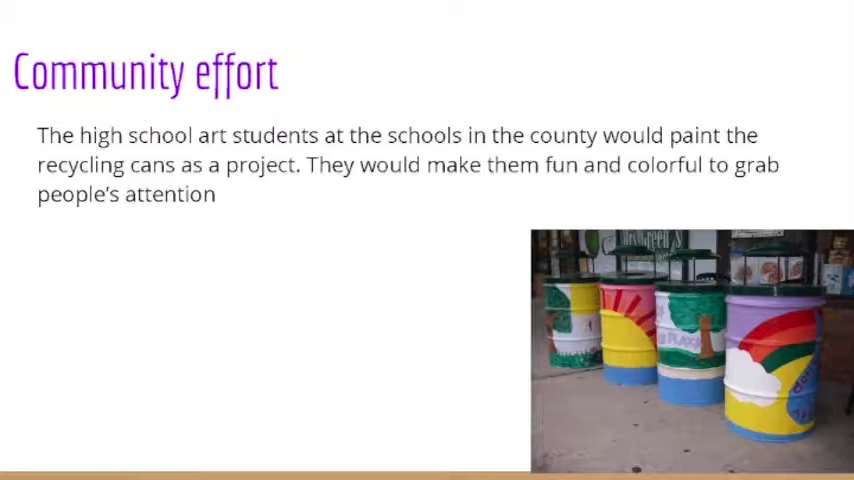 Community effort
The high school art students at the schools in the county would paint the
recycling cans as a project. They would make them fun and colorful to grab
people's attention